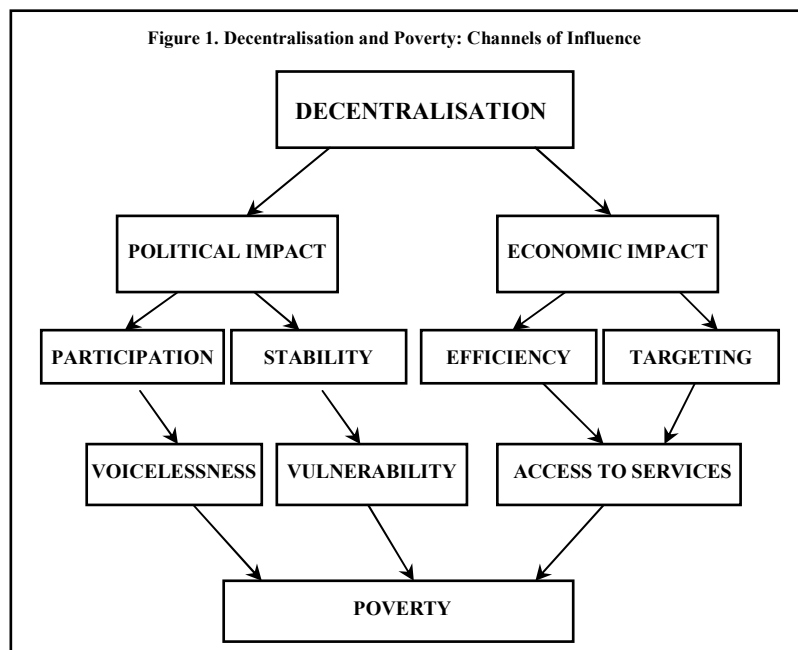 Figure 1. Decentralisation and Poverty: Channels of Influence
DECENTRALISATION
POLITICAL IMPACT
ECONOMIC IMPACT
PARTICIPATION
STABILITY
EFFICIENCY
TARGETING
VOICELESSNESS
VULNERABILITY
ACCESS TO SERVICES
POVERTY